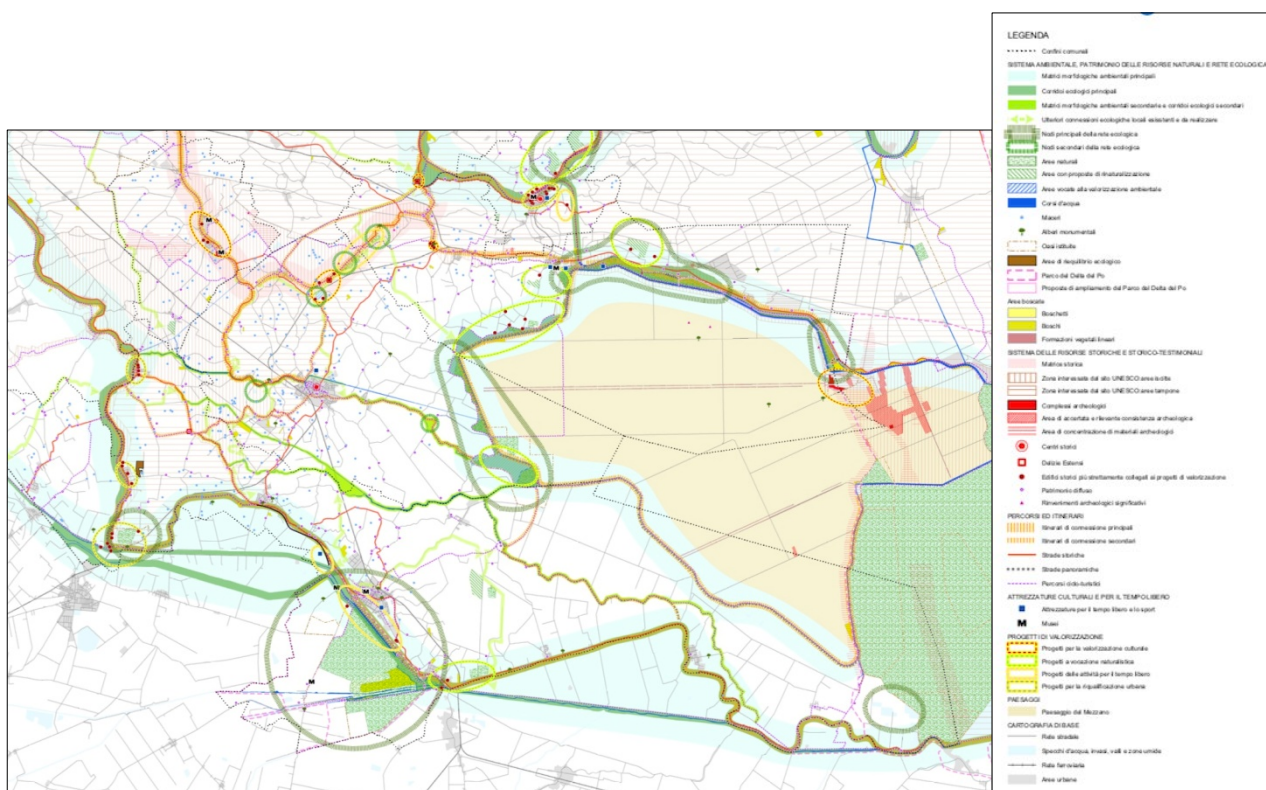 LEGENDA
Confini comunali
SISTEMA AMBIENTALE, PATRIMONIO DELLE RISORSE NATURALI E RETE ECOLOGICA
Matrici morfologiche ambientali principali
Corridoi ecologici principali
Matrici morfologiche ambientali secondarie e corridoi ecologici secondari
Ulteriori connessioni ecologiche locali esistenti e da realizzare
Nodi principali della rete ecologica
Nodi secondari della rete ecologica
Aree naturali
Aree con proposte di rinaturalizzazione
Aree vocate alla valorizzazione ambientale
Corsi d'acqua
Maceri
Alberi monumentali
Oasi istituite
Aree di riequilibrio ecologico
Parco del Delta del Po
Proposte di ampliamento del Parco del Delta del Po
Aree boscate
Boschetti
Boschi
Formazioni vegetali lineari
SISTEMA DELLE RISORSE STORICHE E STORICO-TESTIMONIALI
Matrice storica
Zona interessata dal sito UNESCO area iscritta
Zona interessata dal sito UNESCO area tampone
Complessi archeologici
Area di accertata e rilevante consistenza archeologica
Area di concentrazione di materiali archeologici
Centri storici
Delizie Estensi
Edifici storici più strettamente collegati ai progetti di valorizzazione
Patrimonio diffuso
Rinvenimenti archeologici significativi
PERCORSI ED ITINERARI
Itinerari di connessione principali
Itinerari di connessione secondari
Strade storiche
Strade panoramiche
Percorsi ciclo-turistici
ATTREZZATURE CULTURALI E PER IL TEMPO LIBERO
Attrezzature per il tempo libero e lo sport
M Musei
PROGETTI DI VALORIZZAZIONE
Progetti per la valorizzazione culturale
Progetti a vocazione naturalistica
Progetti delle attività per il tempo libero
Progetti per la riqualificazione urbana
PAESAGGI
Paesaggio del Mezzano
CARTOGRAFIA DI BASE
Rete stradale
Specchi d'acqua, invasi, valli e zone umide
Rete ferroviaria
Aree urbane
M
M
M
M
M
M
M